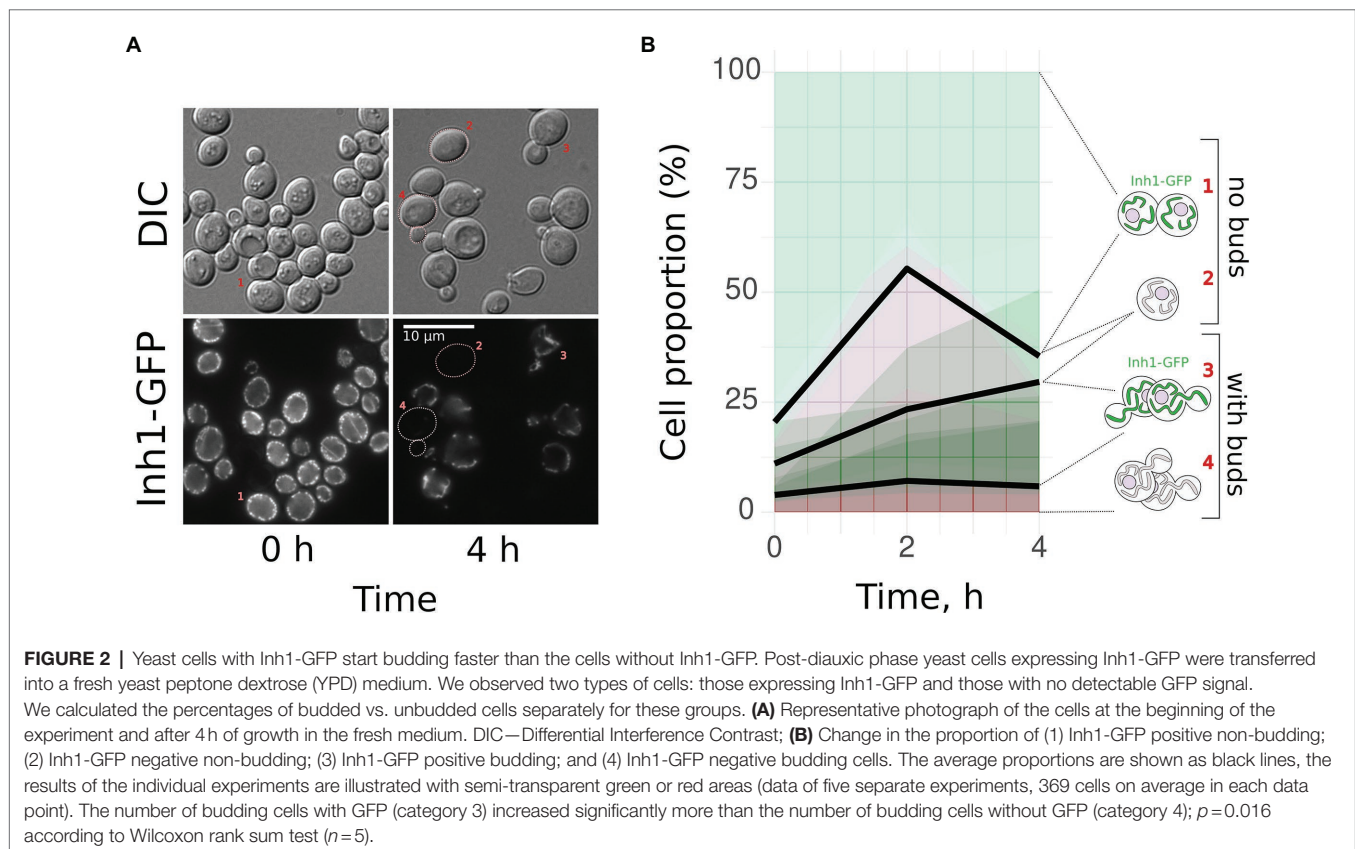 A
B
DIC
Inh1-GFP
1
2
3
4
10 µm
2
3
4
1
0 h
4 h
Time
Cell proportion (%)
100
75
50
25
0
0
2
4
Time, h
Inh1-GFP
1
2
no buds
Inh1-GFP
3
4
with buds
FIGURE 2 | Yeast cells with Inh1-GFP start budding faster than the cells without Inh1-GFP. Post-diauxic phase yeast cells expressing Inh1-GFP were transferred
into a fresh yeast peptone dextrose (YPD) medium. We observed two types of cells: those expressing Inh1-GFP and those with no detectable GFP signal.
We calculated the percentages of budded vs. unbudded cells separately for these groups. (A) Representative photograph of the cells at the beginning of the
experiment and after 4 h of growth in the fresh medium. DIC—Differential Interference Contrast; (B) Change in the proportion of (1) Inh1-GFP positive non-budding;
(2) Inh1-GFP negative non-budding; (3) Inh1-GFP positive budding; and (4) Inh1-GFP negative budding cells. The average proportions are shown as black lines, the
results of the individual experiments are illustrated with semi-transparent green or red areas (data of five separate experiments, 369 cells on average in each data
point). The number of budding cells with GFP (category 3) increased significantly more than the number of budding cells without GFP (category 4); p = 0.016
according to Wilcoxon rank sum test (n = 5).